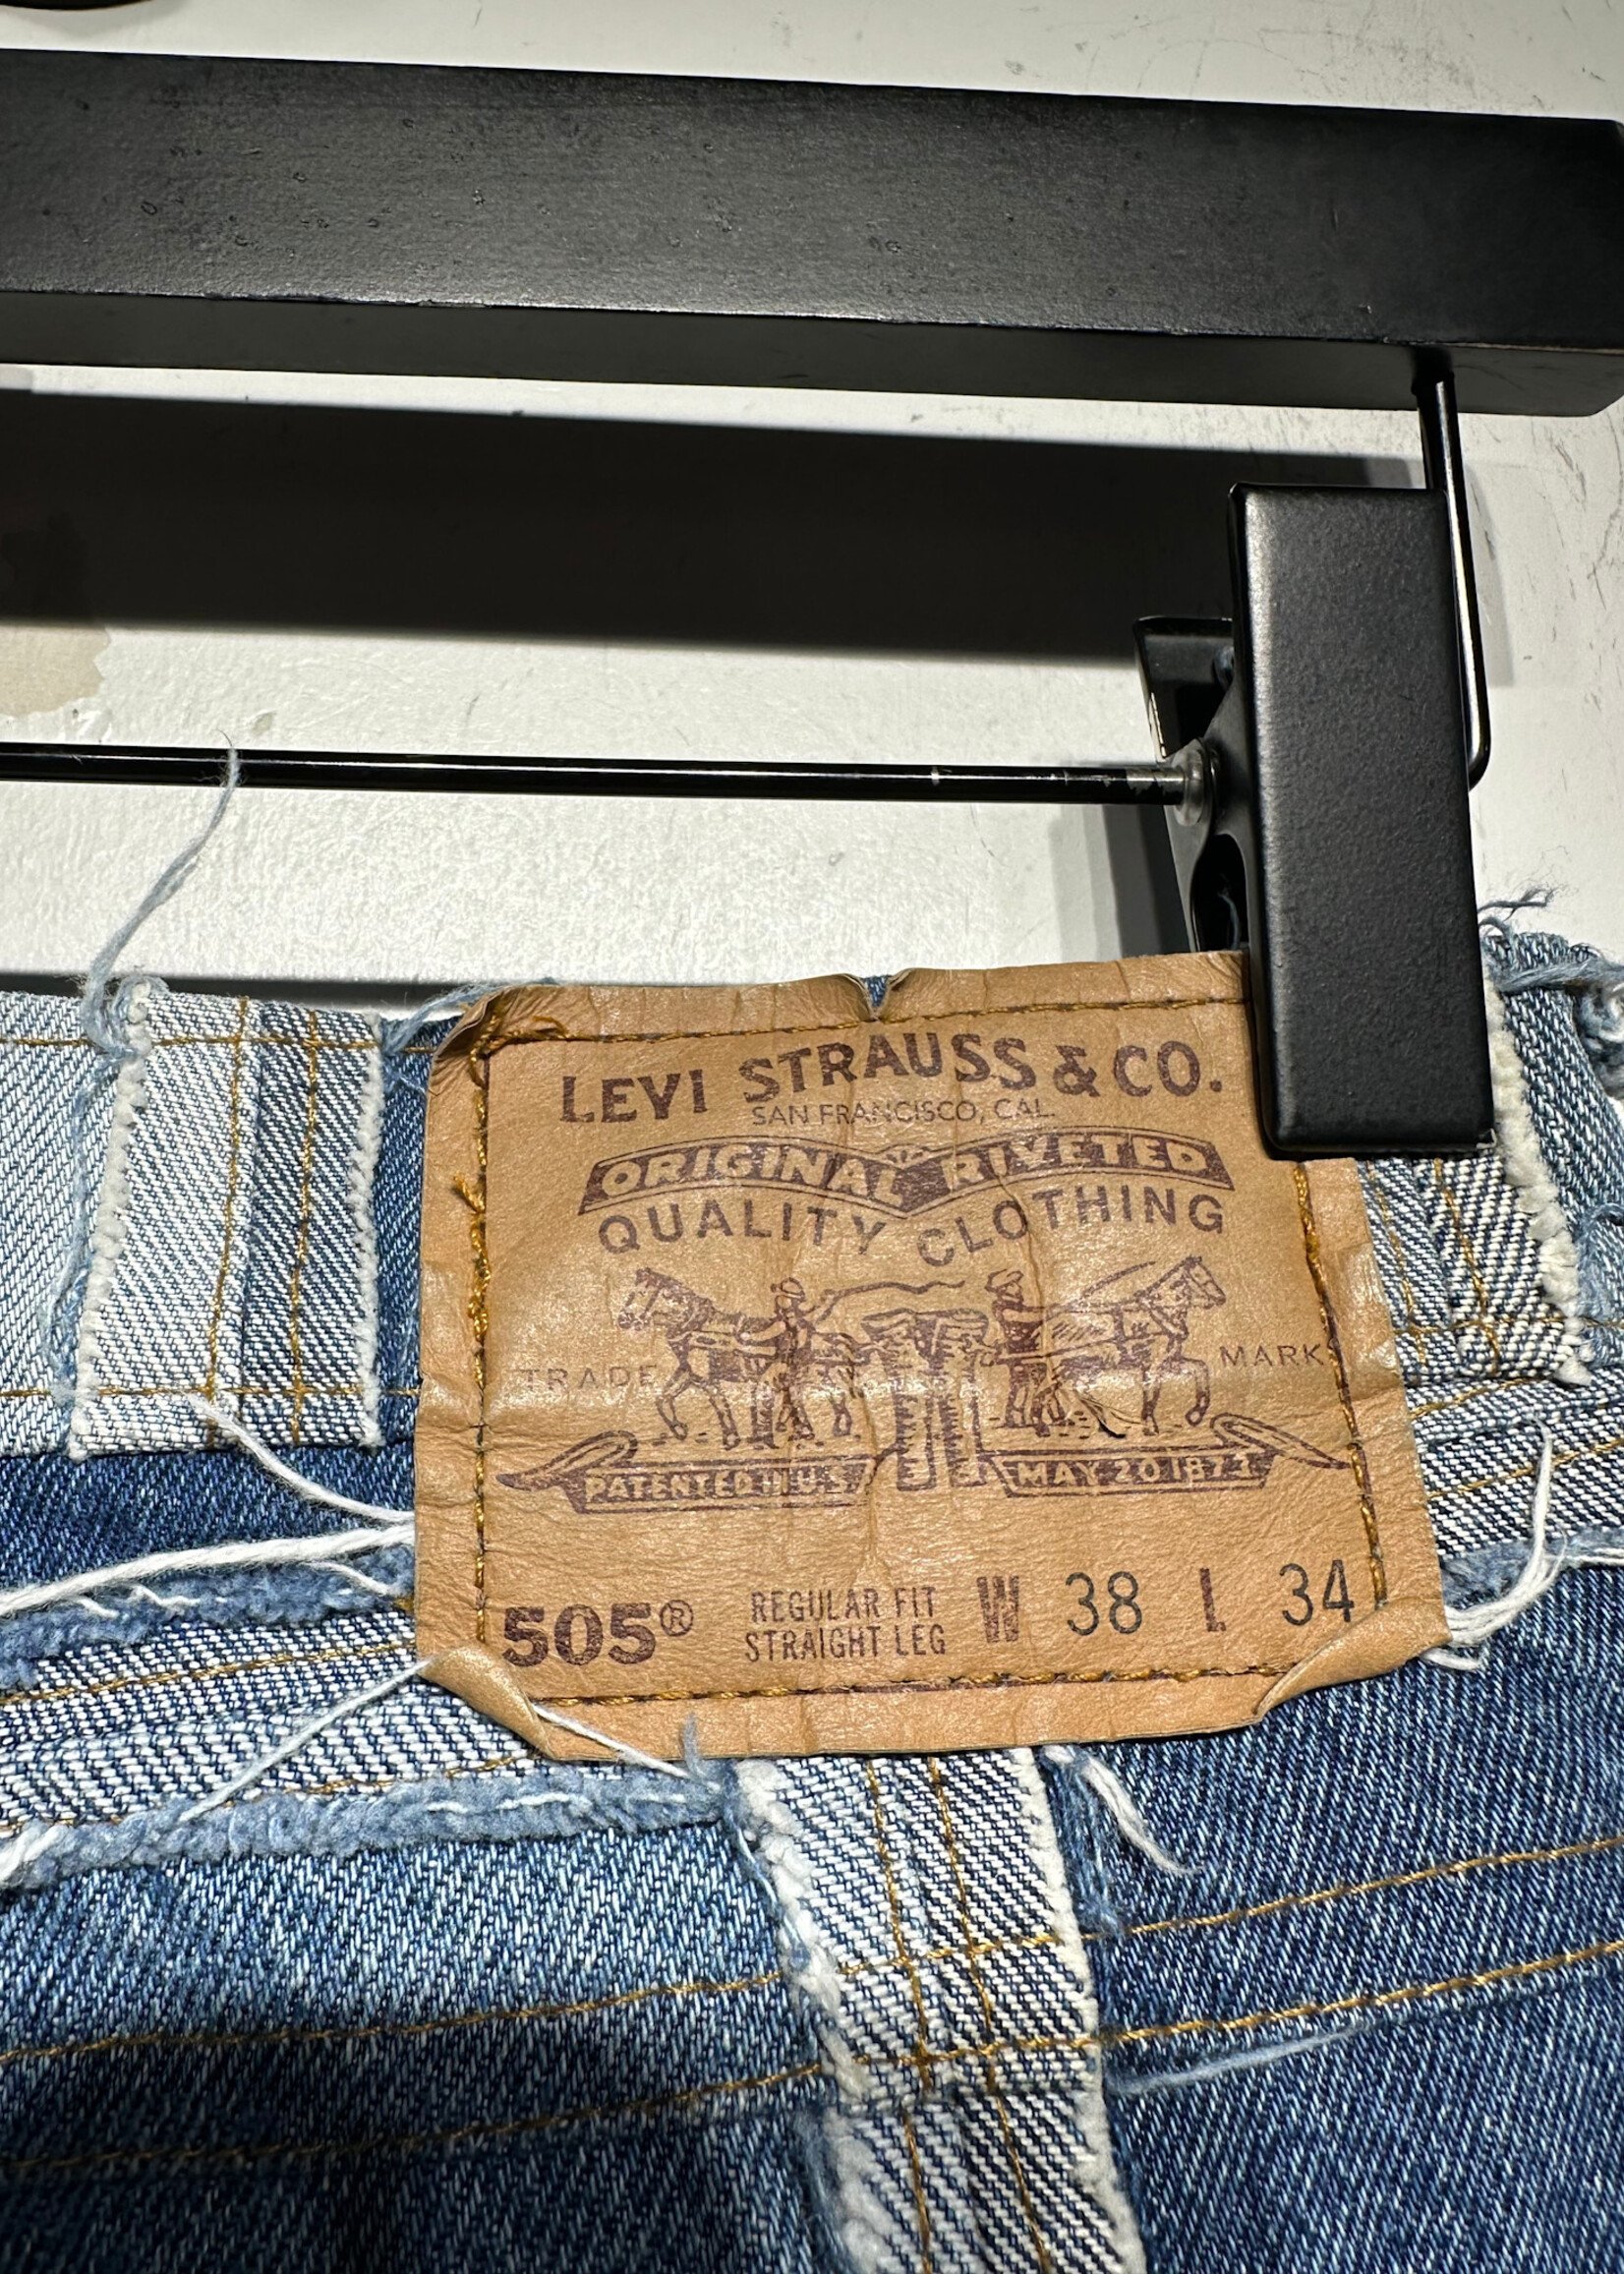 LEVI STRAUSS & CO.
SAN FRANCISCO, CAL.
ORIGINAL RIVETED
QUALITY CLOTHING
TRADE MARK
PATENTED IN U.S. MAY 20 1873
505® REGULAR FIT W 38 L 34
STRAIGHT LEG